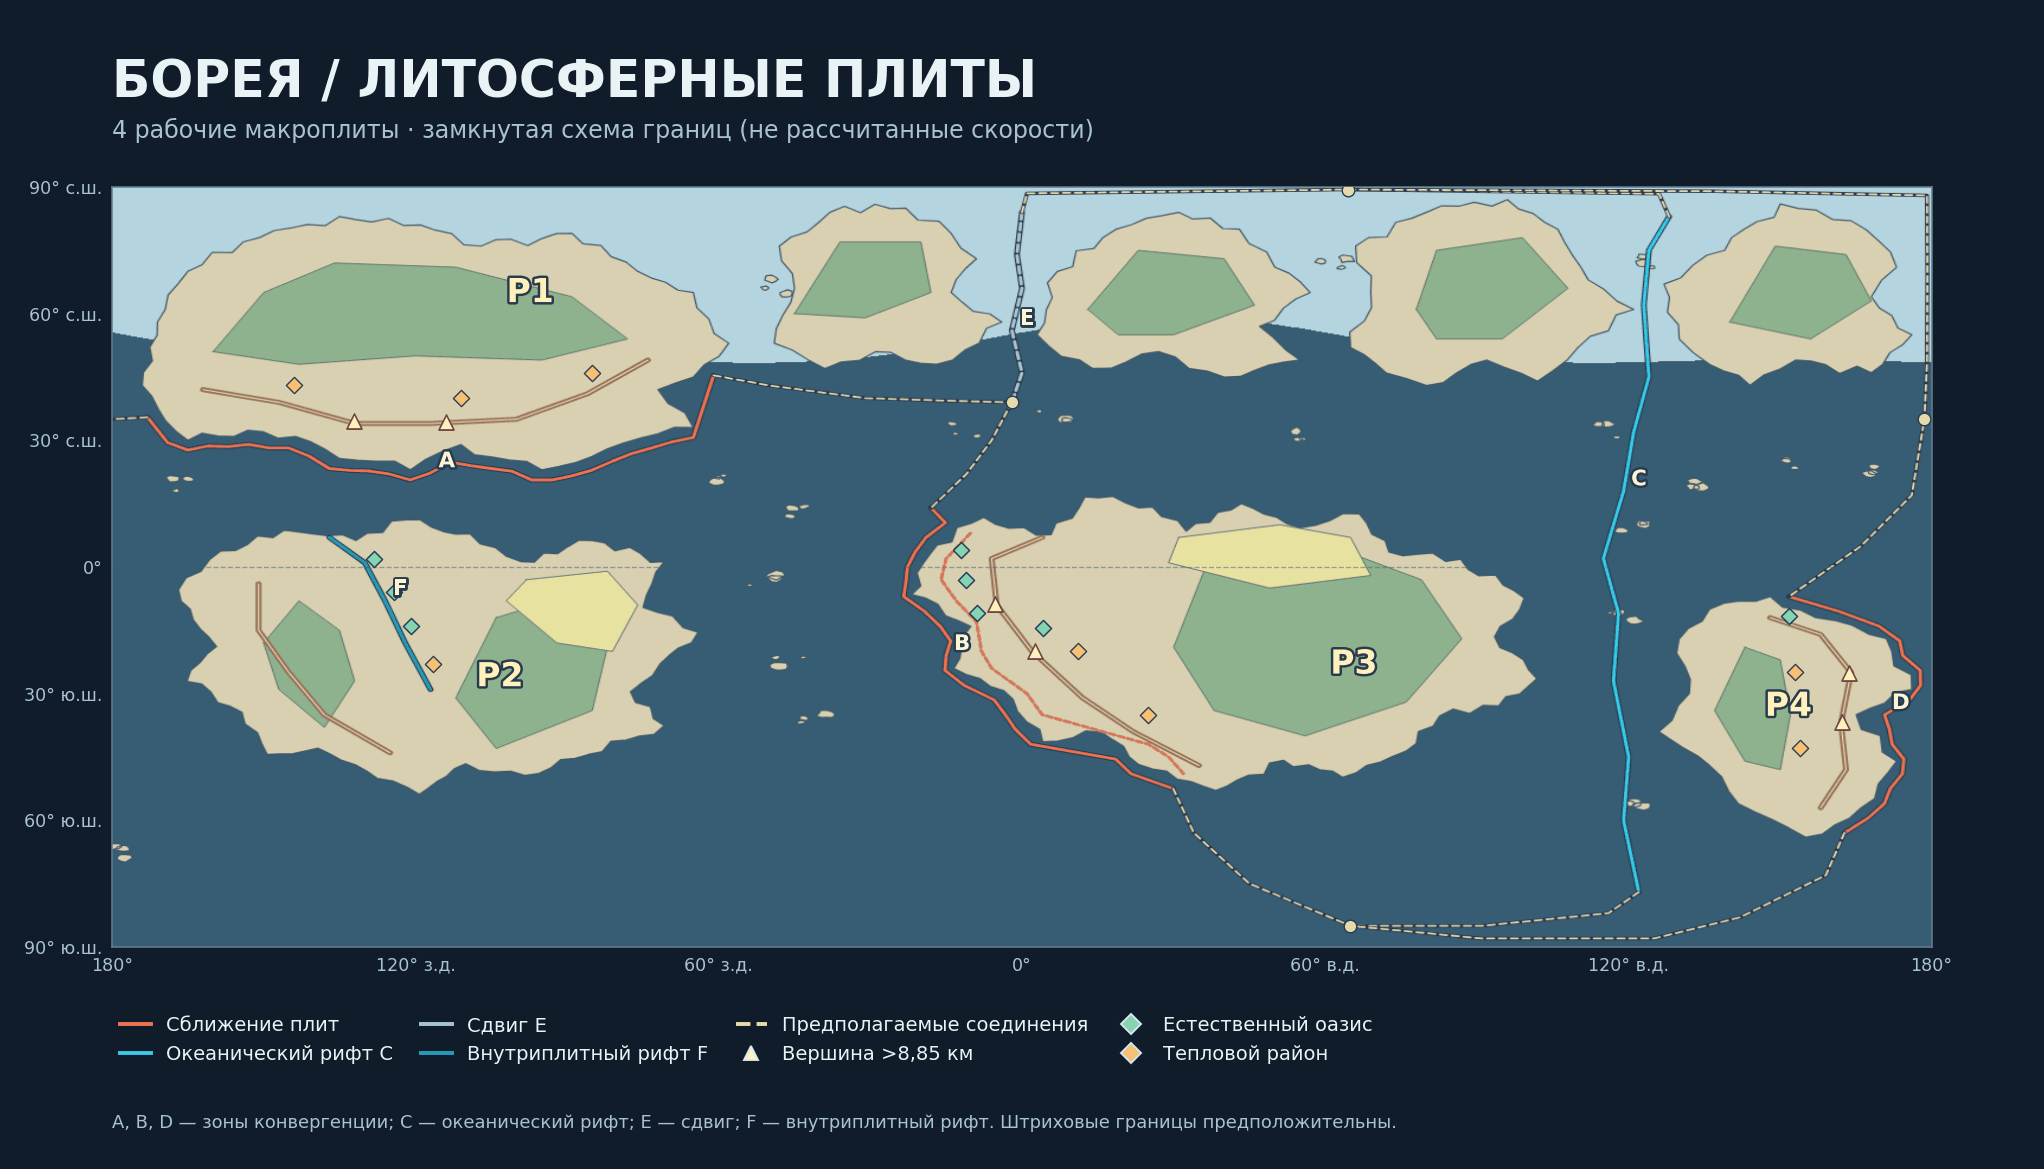 БОРЕЯ / ЛИТОСФЕРНЫЕ ПЛИТЫ
4 рабочие макроплиты · замкнутая схема границ (не рассчитанные скорости)
90° с.ш.
60° с.ш.
30° с.ш.
0°
30° ю.ш.
60° ю.ш.
90° ю.ш.
P1
E
A
C
F
B
P2
P3
P4
D
180°
120° з.д.
60° з.д.
0°
60° в.д.
120° в.д.
180°
Сближение плит
Сдвиг E
Предполагаемые соединения
Естественный оазис
Океанический рифт C
Внутриплитный рифт F
Вершина >8,85 км
Тепловой район
A, B, D — зоны конвергенции; C — океанический рифт; E — сдвиг; F — внутриплитный рифт. Штриховые границы предположительны.